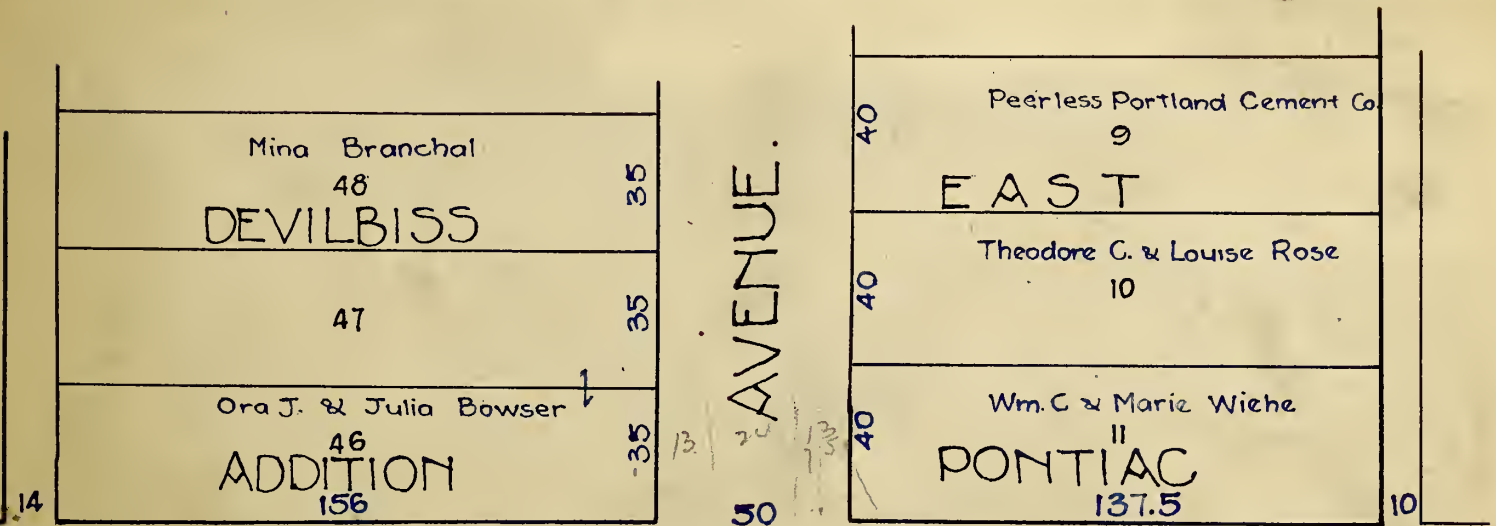 Mina Branchal
48
DEVILBISS
35
47
35
Ora J. & Julia Bowser
46
ADDITION
156
35
14
AVENUE.
13
50
Peerless Portland Cement Co.
9
40
EAST
Theodore C. & Louise Rose
10
40
Wm. C & Marie Wiehe
11
40
PONTIAC
137.5
10